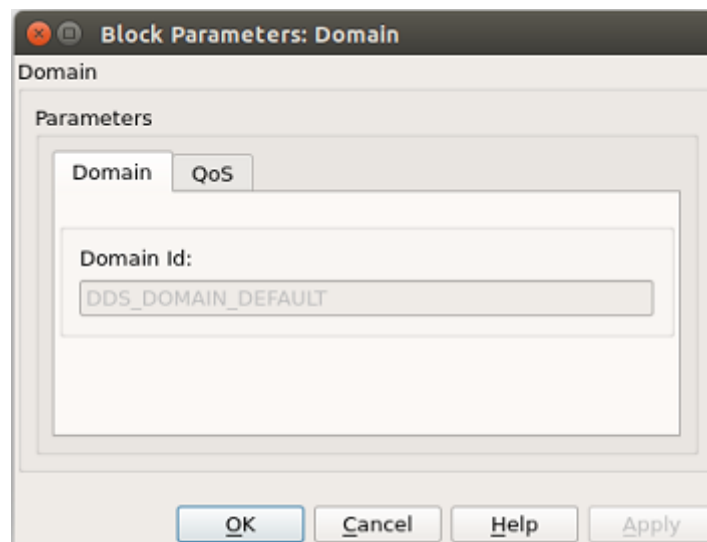 Block Parameters: Domain
Domain
Parameters
Domain QoS
Domain Id:
DDS_DOMAIN_DEFAULT
OK Cancel Help Apply